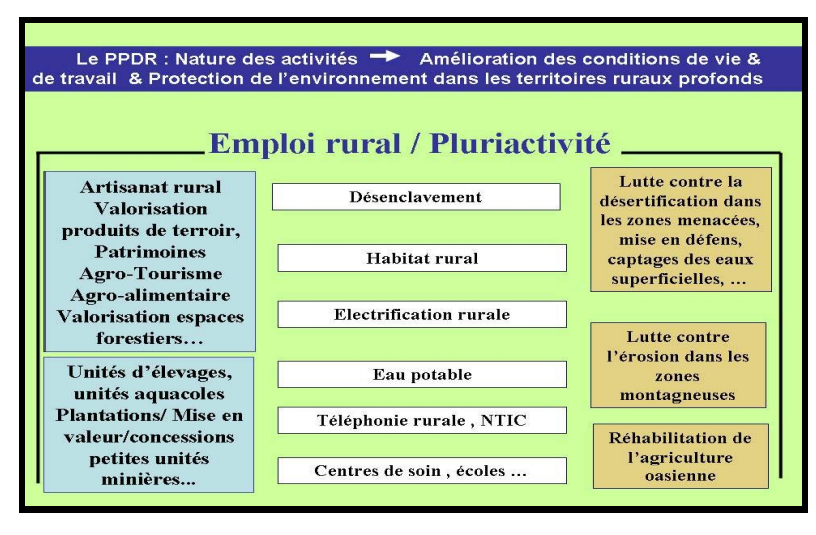 Le PPDR : Nature des activités → Amélioration des conditions de vie &
de travail & Protection de l'environnement dans les territoires ruraux profonds
Emploi rural / Pluriactivité
Artisanat rural
Valorisation
produits de terroir,
Patrimoines
Agro-Tourisme
Agro-alimentaire
Valorisation espaces
forestiers…
Unités d'élevages,
unités aquacoles
Plantations/ Mise en
valeur/concessions
petites unités
minières...
Désenclavement
Habitat rural
Electrification rurale
Eau potable
Téléphonie rurale , NTIC
Centres de soin , écoles …
Lutte contre la
désertification dans
les zones menacées,
mise en défens,
captages des eaux
superficielles, …
Lutte contre
l'érosion dans les
zones
montagneuses
Réhabilitation de
l'agriculture
oasienne